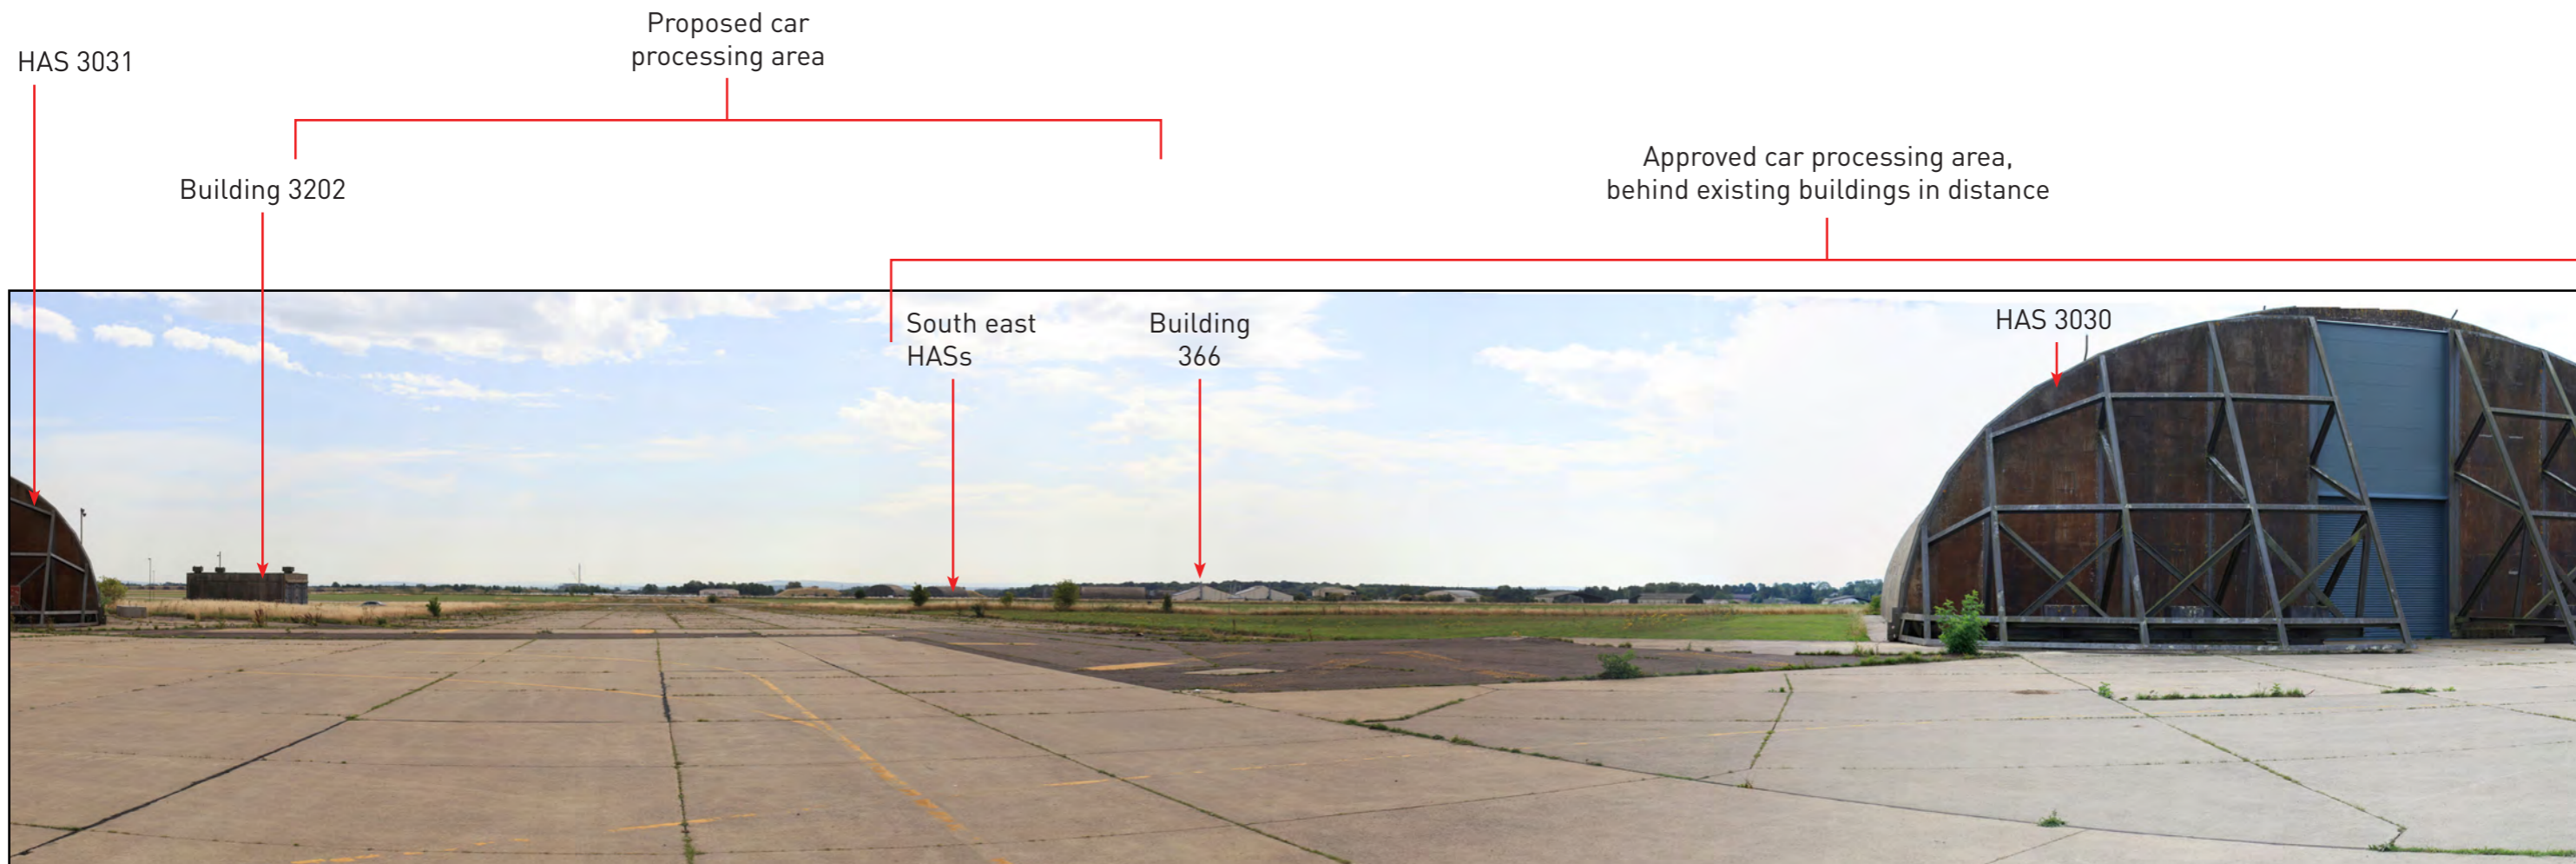 Proposed car
processing area
HAS 3031
Approved car processing area,
behind existing buildings in distance
Building 3202
South east
HASs
Building
366
HAS 3030